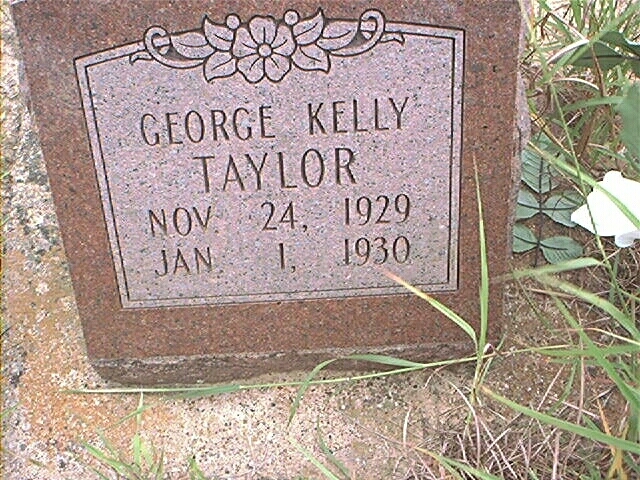 GEORGE KELLY
TAYLOR
NOV. 24, 1929
JAN. 1, 1930